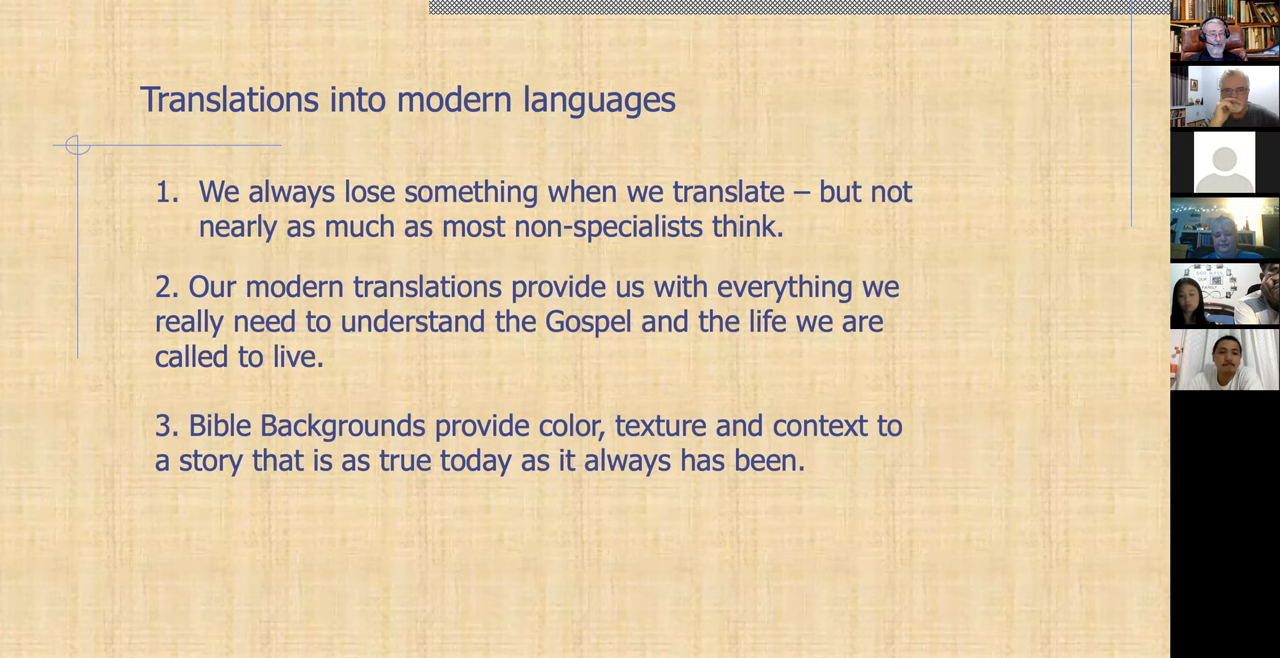 Translations into modern languages
1. We always lose something when we translate – but not
nearly as much as most non-specialists think.
2. Our modern translations provide us with everything we
really need to understand the Gospel and the life we are
called to live.
3. Bible Backgrounds provide color, texture and context to
a story that is as true today as it always has been.